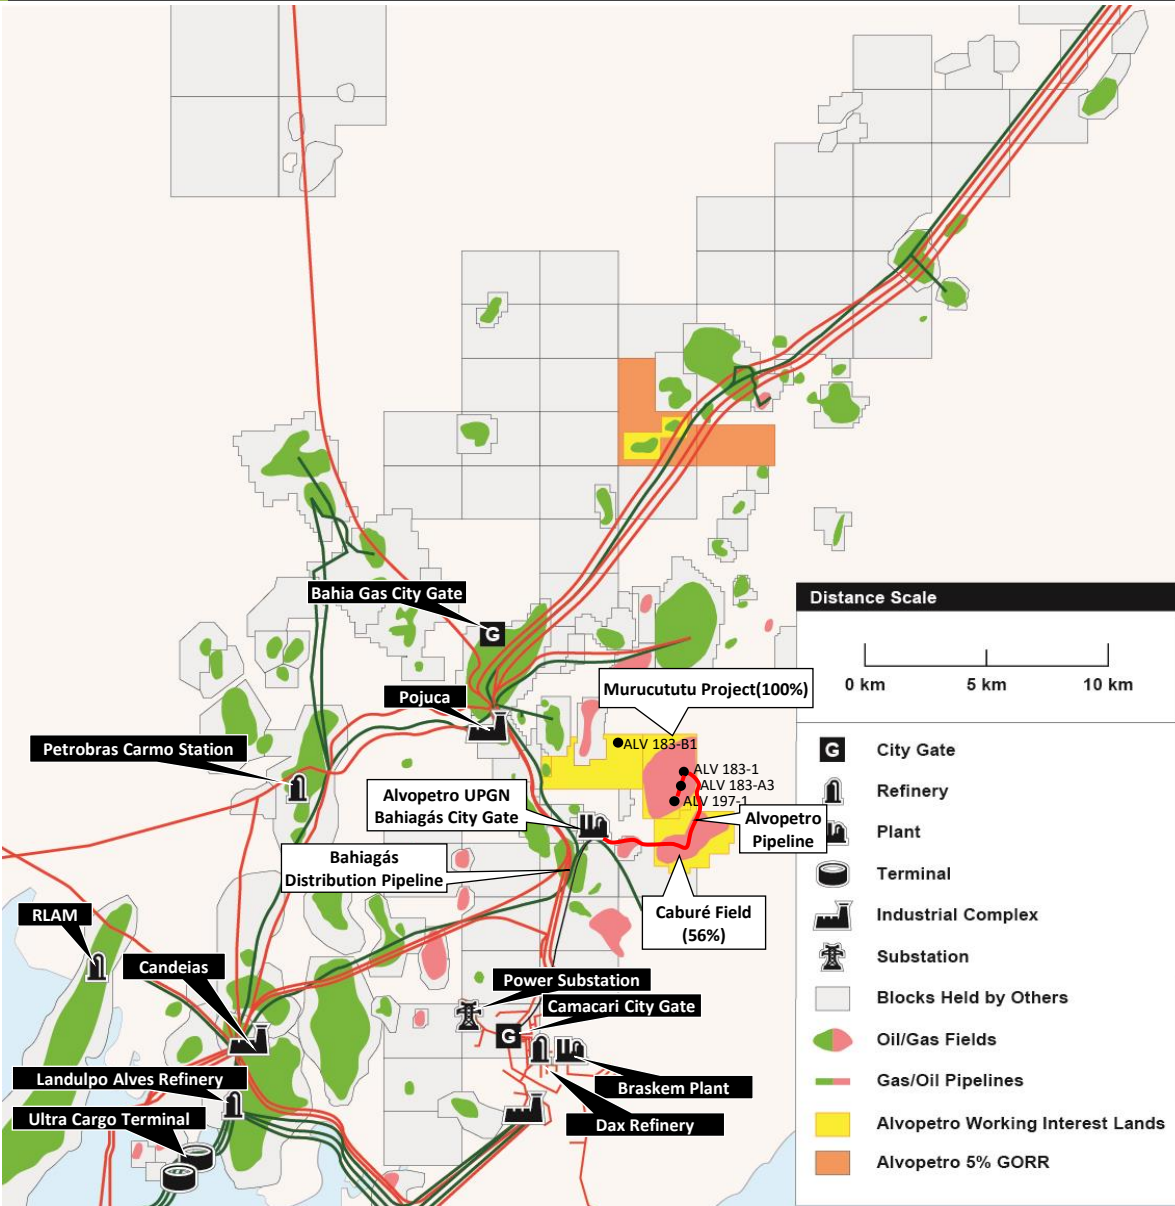 Bahia Gas City Gate
G
Murucututu Project(100%)
Pojuca
ALV 183-B1
Petrobras Carmo Station
ALV 183-1
ALV 183-A3
ALV 197-1
Alvopetro UPGN
Bahiagás City Gate
Alvopetro
Pipeline
Bahiagás
Distribution Pipeline
Caburé Field
(56%)
RLAM
Candeias
Power Substation
Camacari City Gate
G
Landulpo Alves Refinery
Braskem Plant
Ultra Cargo Terminal
Dax Refinery
Distance Scale
0 km 5 km 10 km
G City Gate
Refinery
Plant
Terminal
Industrial Complex
Substation
Blocks Held by Others
Oil/Gas Fields
Gas/Oil Pipelines
Alvopetro Working Interest Lands
Alvopetro 5% GORR